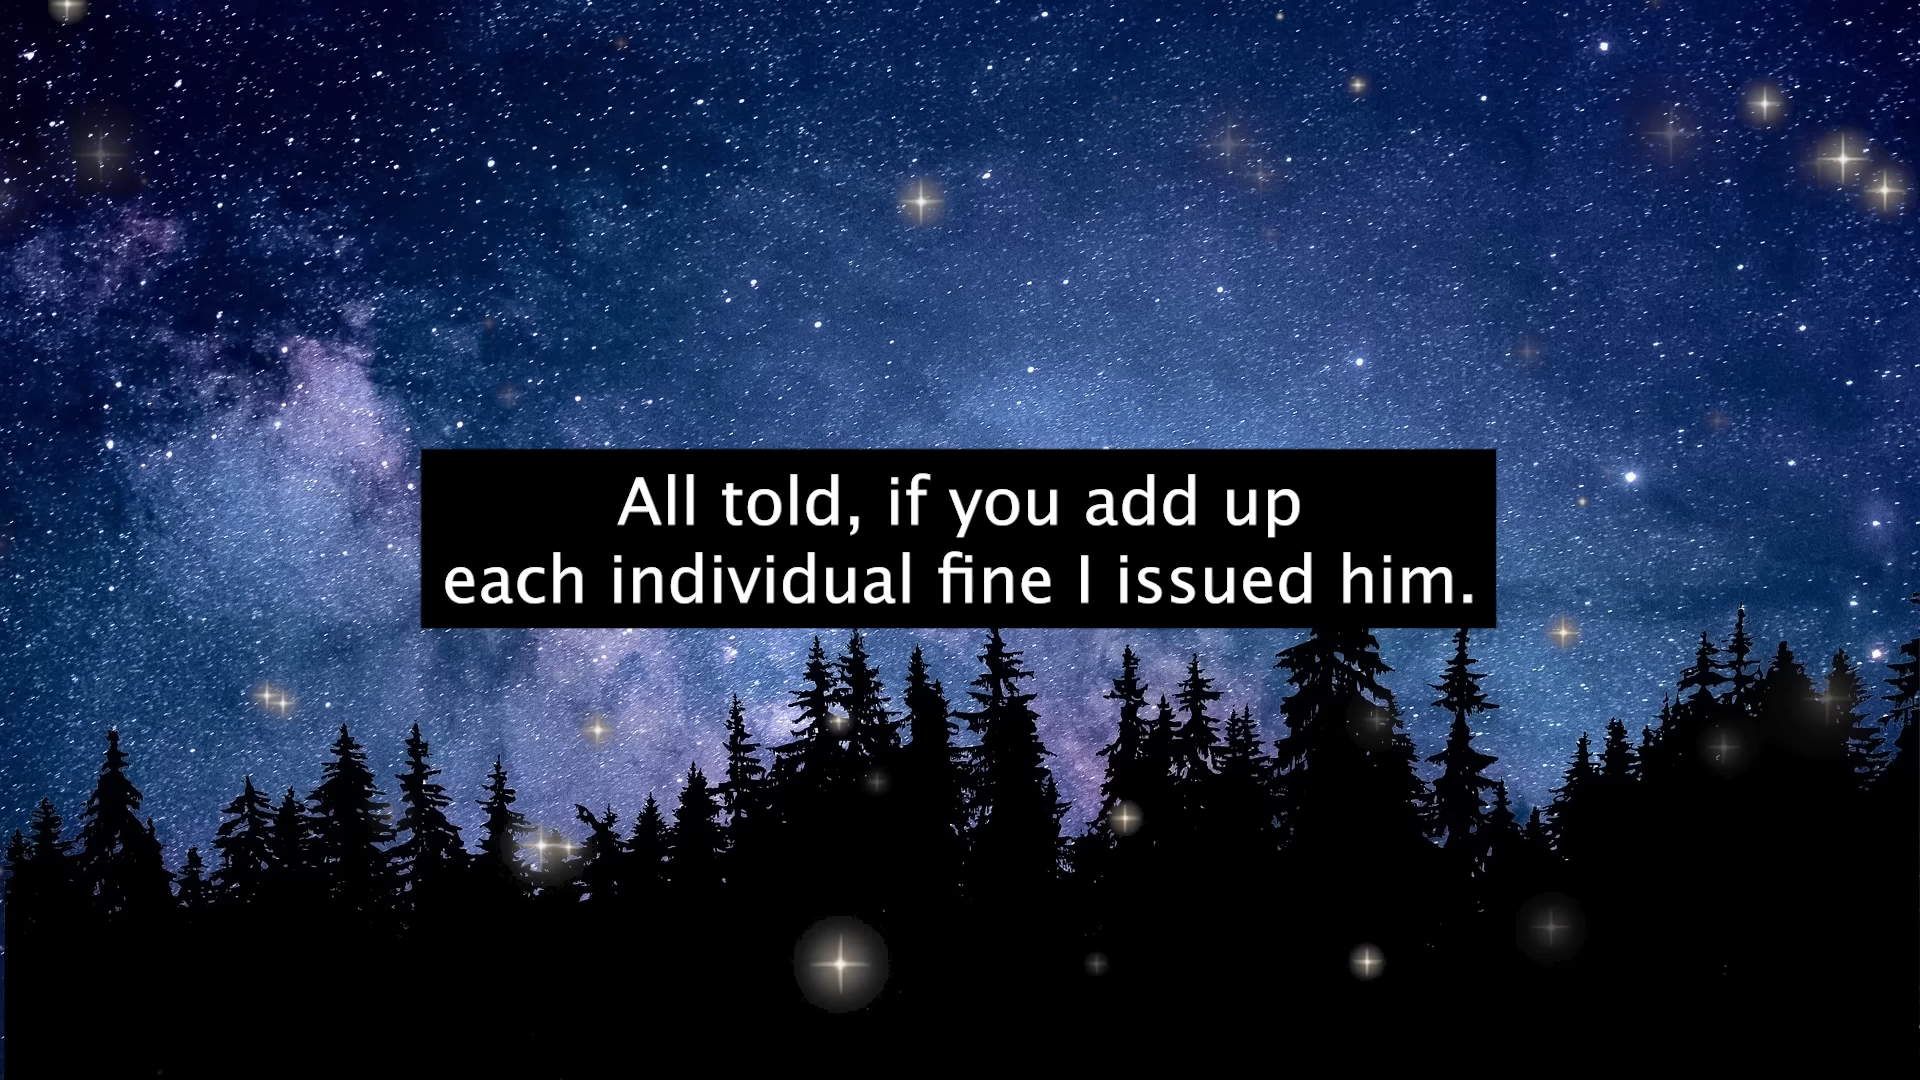 All told, if you add up
each individual fine I issued him.